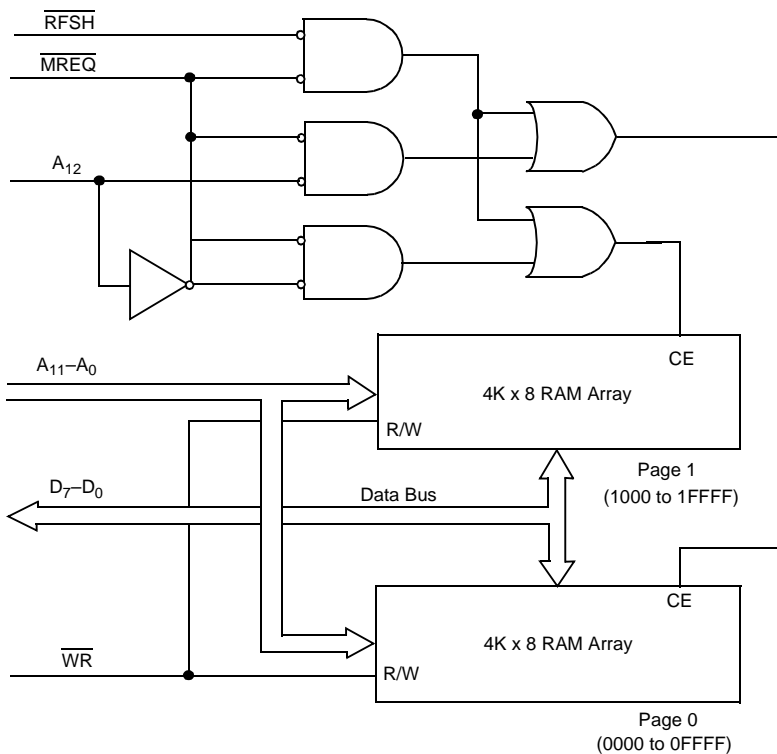 RFSH
MREQ
A12
A11–A0
CE
4K x 8 RAM Array
R/W
Page 1
(1000 to 1FFFF)
D7–D0
Data Bus
CE
4K x 8 RAM Array
WR
R/W
Page 0
(0000 to 0FFFF)